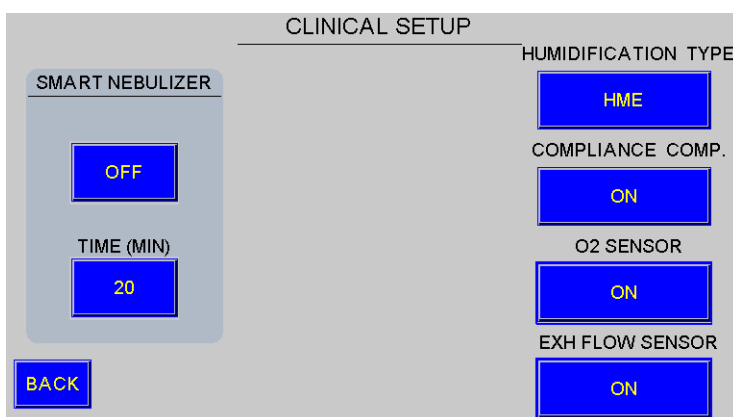 CLINICAL SETUP
SMART NEBULIZER
OFF
TIME (MIN)
20
BACK
HUMIDIFICATION TYPE
HME
COMPLIANCE COMP.
ON
O2 SENSOR
ON
EXH FLOW SENSOR
ON